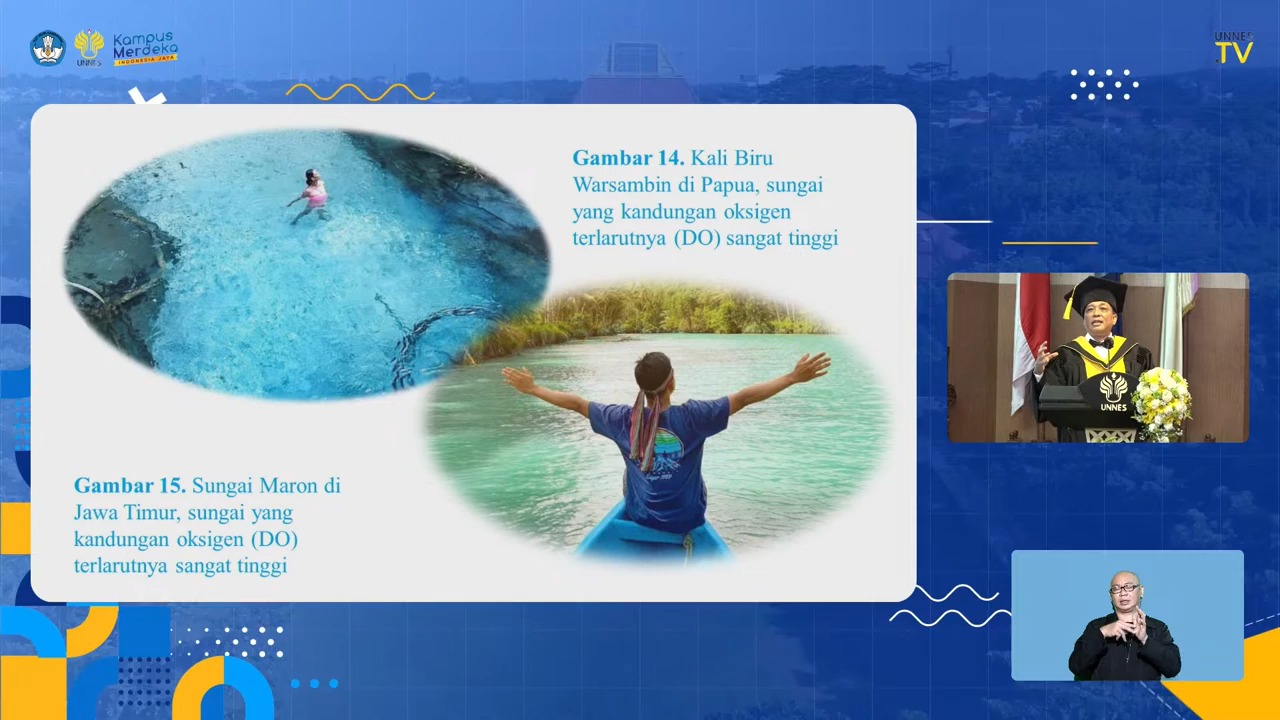 UNNES
Kampus
Merdeka
INDONESIA JAYA
UNNES
TV
Gambar 14. Kali Biru
Warsambin di Papua, sungai
yang kandungan oksigen
terlarutnya (DO) sangat tinggi
Gambar 15. Sungai Maron di
Jawa Timur, sungai yang
kandungan oksigen (DO)
terlarutnya sangat tinggi
UNNES